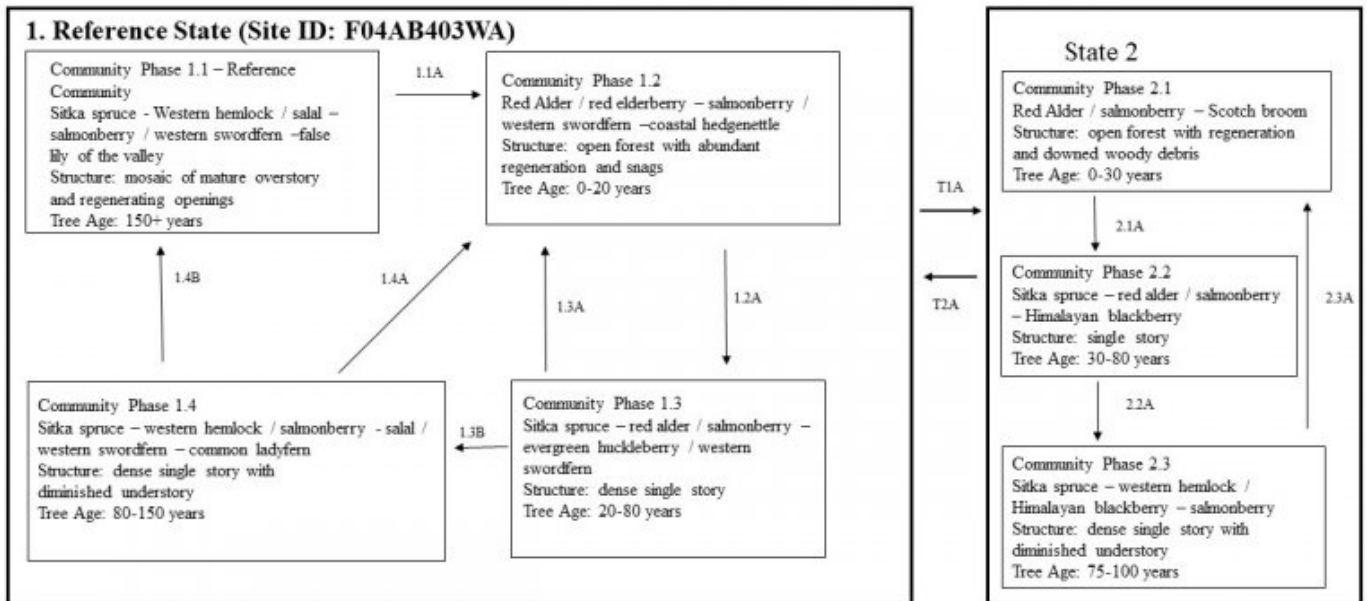 1. Reference State (Site ID: F04AB403WA)
Community Phase 1.1 – Reference
Community
Sitka spruce - Western hemlock / salal –
salmonberry / western swordfern –false
lily of the valley
Structure: mosaic of mature overstory
and regenerating openings
Tree Age: 150+ years
1.1A
Community Phase 1.2
Red Alder / red elderberry – salmonberry /
western swordfern –coastal hedgenettle
Structure: open forest with abundant
regeneration and snags
Tree Age: 0-20 years
1.4B
1.4A
1.3A
1.2A
Community Phase 1.4
Sitka spruce – western hemlock / salmonberry - salal /
western swordfern – common ladyfern
Structure: dense single story with
diminished understory
Tree Age: 80-150 years
1.3B
Community Phase 1.3
Sitka spruce – red alder / salmonberry –
evergreen huckleberry / western
swordfern
Structure: dense single story
Tree Age: 20-80 years
T1A
T2A
State 2
Community Phase 2.1
Red Alder / salmonberry – Scotch broom
Structure: open forest with regeneration
and downed woody debris
Tree Age: 0-30 years
2.1A
Community Phase 2.2
Sitka spruce – red alder / salmonberry
– Himalayan blackberry
Structure: single story
Tree Age: 30-80 years
2.3A
2.2A
Community Phase 2.3
Sitka spruce – western hemlock /
Himalayan blackberry – salmonberry
Structure: dense single story with
diminished understory
Tree Age: 75-100 years